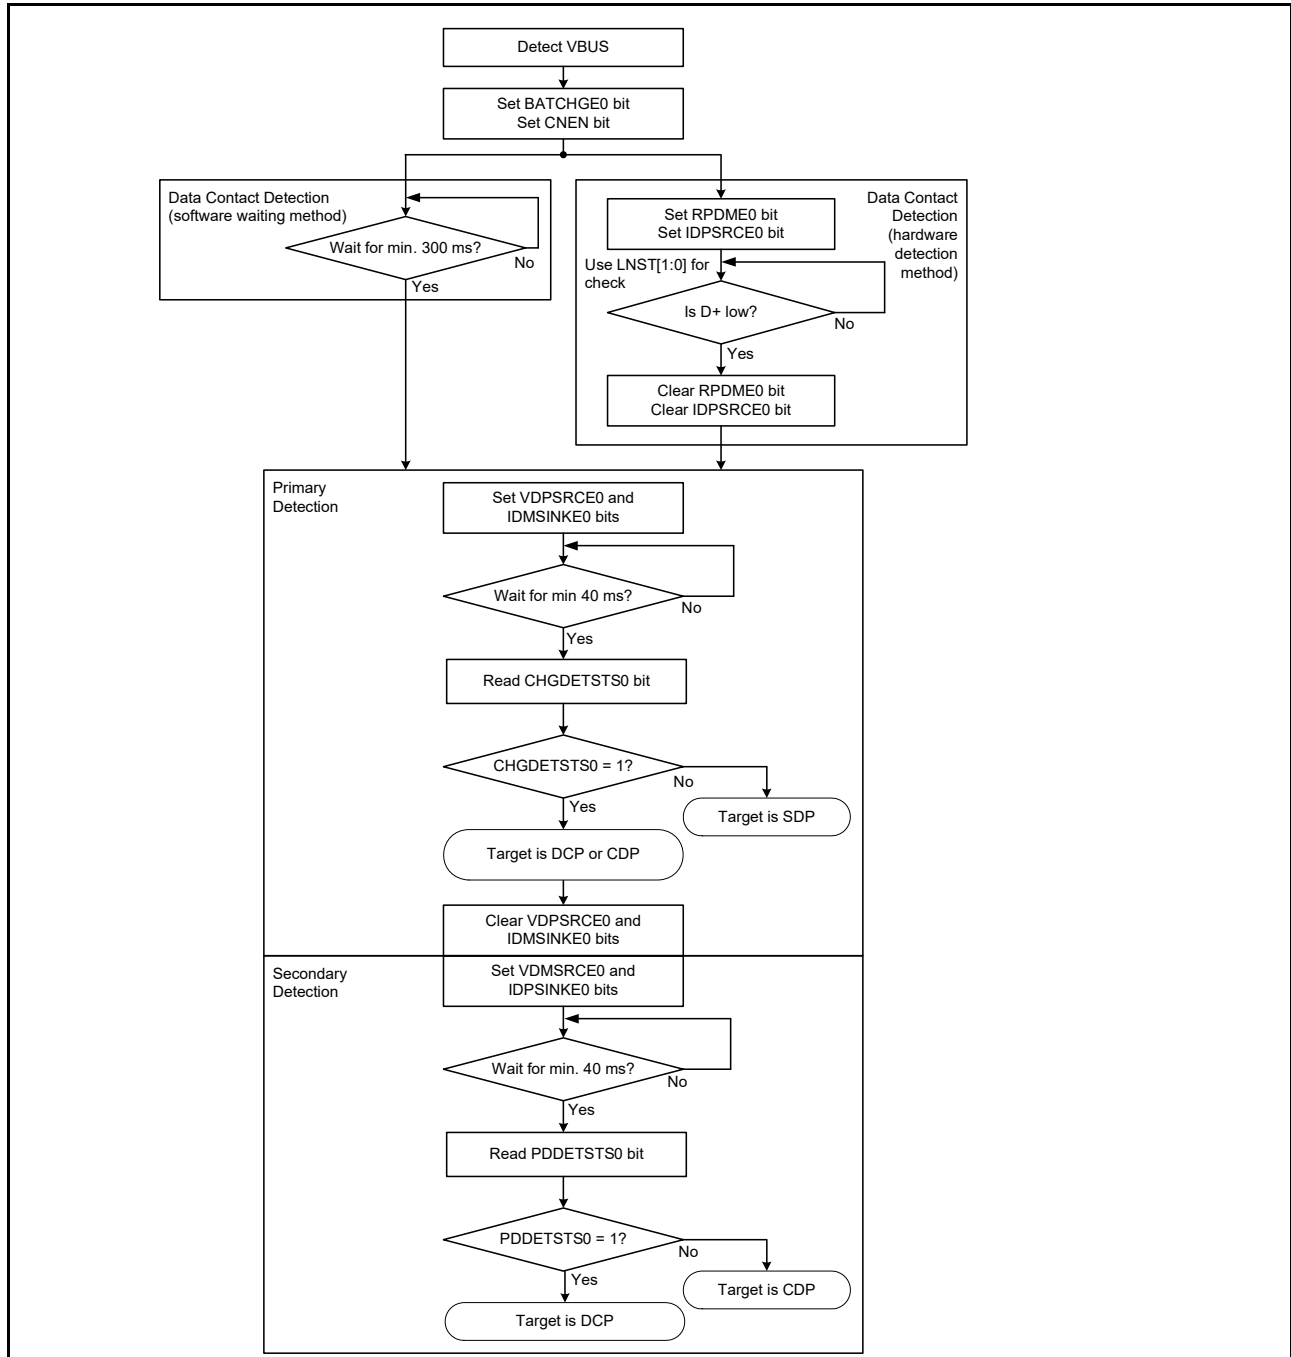 Detect VBUS
Set BATCHGE0 bit
Set CNEN bit
Data Contact Detection
(software waiting method)
Wait for min. 300 ms?
No
Yes
Data Contact
Detection
(hardware
detection
method)
Set RPDME0 bit
Set IDPSRCE0 bit
Use LNST[1:0] for
check
Is D+ low?
No
Yes
Clear RPDME0 bit
Clear IDPSRCE0 bit
Primary
Detection
Set VDPSRCE0 and
IDMSINKE0 bits
Wait for min 40 ms?
No
Yes
Read CHGDETSTS0 bit
CHGDETSTS0 = 1?
No
Yes
Target is SDP
Target is DCP or CDP
Clear VDPSRCE0 and
IDMSINKE0 bits
Secondary
Detection
Set VDMSRCE0 and
IDPSINKE0 bits
Wait for min. 40 ms?
No
Yes
Read PDDETSTS0 bit
PDDETSTS0 = 1?
No
Yes
Target is CDP
Target is DCP